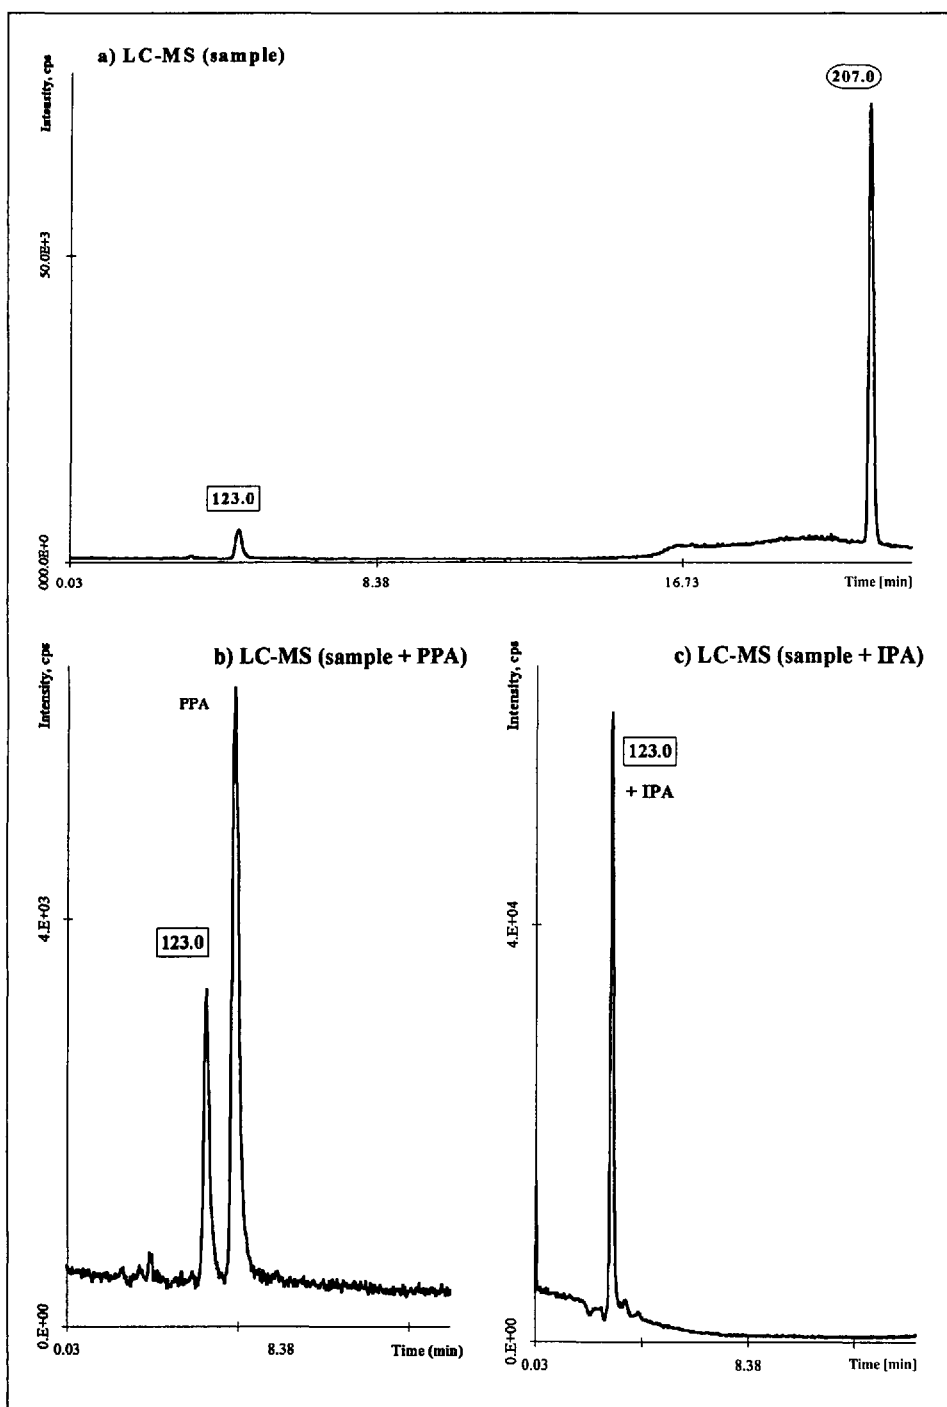 a) LC-MS (sample)
Intensity, cps
207.0
50.0E+3
123.0
000.0E+0
0.03
8.38
16.73
Time [min]
b) LC-MS (sample + PPA)
Intensity, cps
PPA
123.0
4.E+03
0.E+00
0.03
8.38
Time (min)
c) LC-MS (sample + IPA)
Intensity, cps
123.0
+ IPA
4.E+04
0.E+00
0.03
8.38
Time [min]